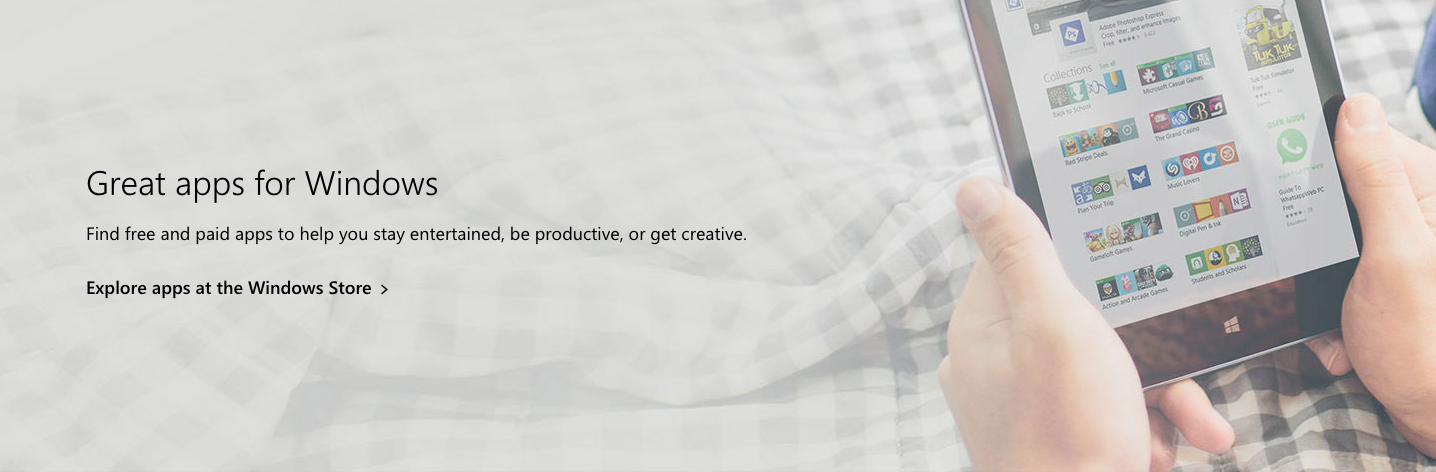 Great apps for Windows
Find free and paid apps to help you stay entertained, be productive, or get creative.
Explore apps at the Windows Store >
Adobe Photoshop Express
Crop, filter, and enhance images
Free
Ps
Collections See all
Back to School
Microsoft Casual Games
Red Stripe Deals
The Grand Casino
Plan Your Trip
Music Lovers
Gameloft Games
Digital Pen & Ink
Action and Arcade Games
Students and Scholars
TUK TUK
Tuk Tuk Simulator
Free
USER GUIDE
Guide To
WhatsappWeb PC
Free